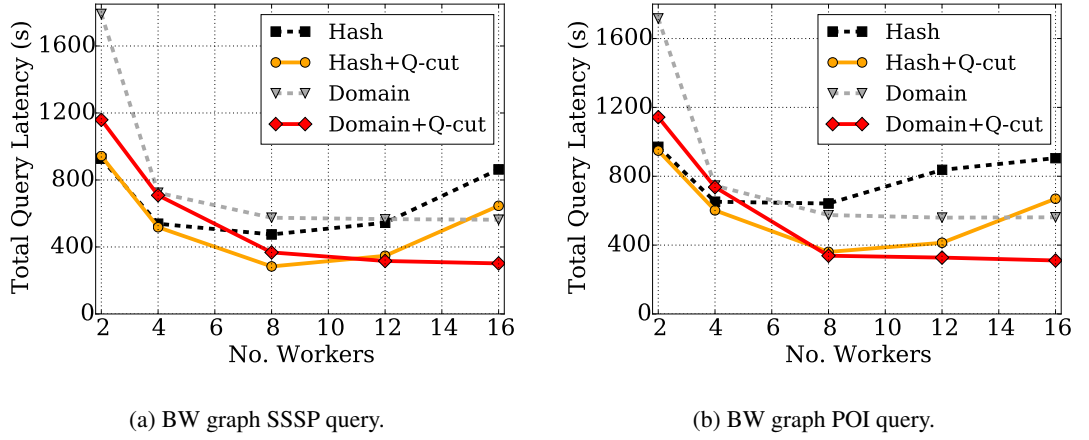 Total Query Latency (s)
1600
1200
800
400
0
2 4 6 8 10 12 14 16
No. Workers
Hash
Hash+Q-cut
Domain
Domain+Q-cut
(a) BW graph SSSP query.
Total Query Latency (s)
1600
1200
800
400
0
2 4 6 8 10 12 14 16
No. Workers
Hash
Hash+Q-cut
Domain
Domain+Q-cut
(b) BW graph POI query.